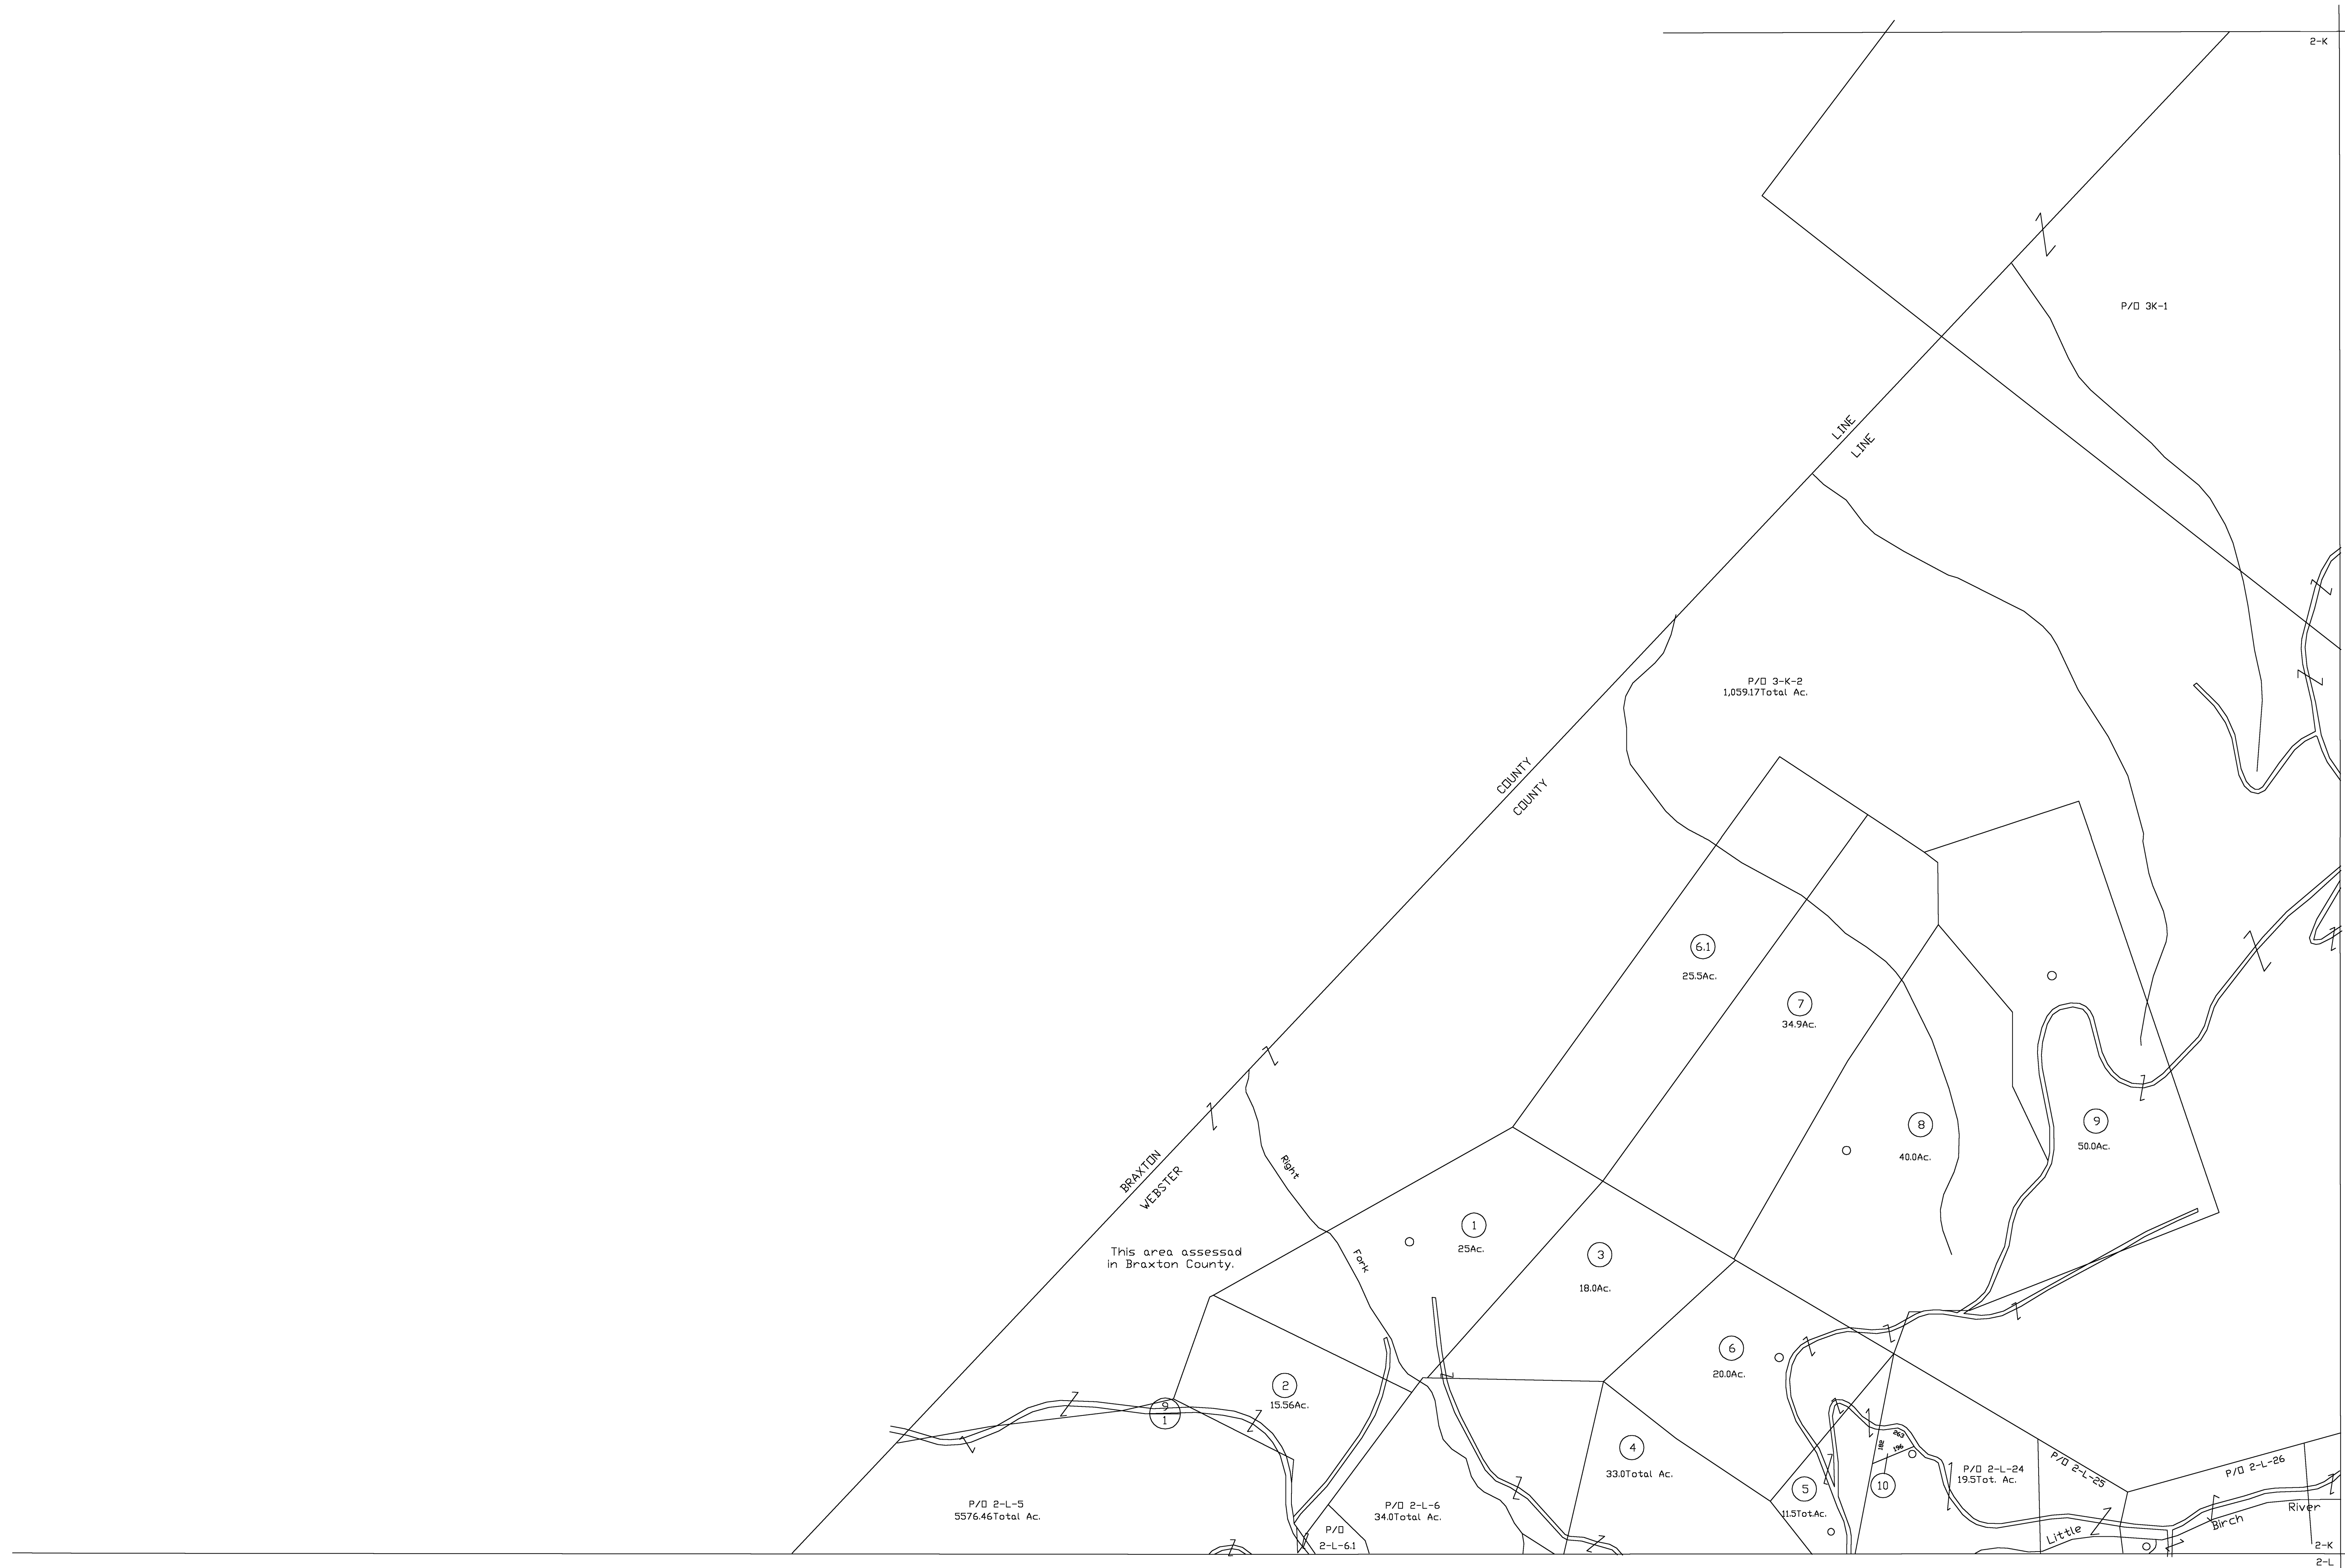 2-K
P/O 3K-1
LINE
LINE
P/O 3-K-2
1,059.17Total Ac.
COUNTY
COUNTY
6.1
25.5Ac.
7
34.9Ac.
8
40.0Ac.
9
50.0Ac.
BRAXTON
WEBSTER
Right
Fork
This area assessad
in Braxton County.
1
25Ac.
3
18.0Ac.
6
20.0Ac.
2
15.56Ac.
9
1
4
33.0Total Ac.
5
11.5Tot.Ac.
182
263
196
10
P/O 2-L-24
19.5Tot. Ac.
P/O 2-L-25
P/O 2-L-26
P/O 2-L-5
5576.46Total Ac.
P/O 2-L-6
34.0Total Ac.
P/O
2-L-6.1
Little
Birch
River
2-K
2-L